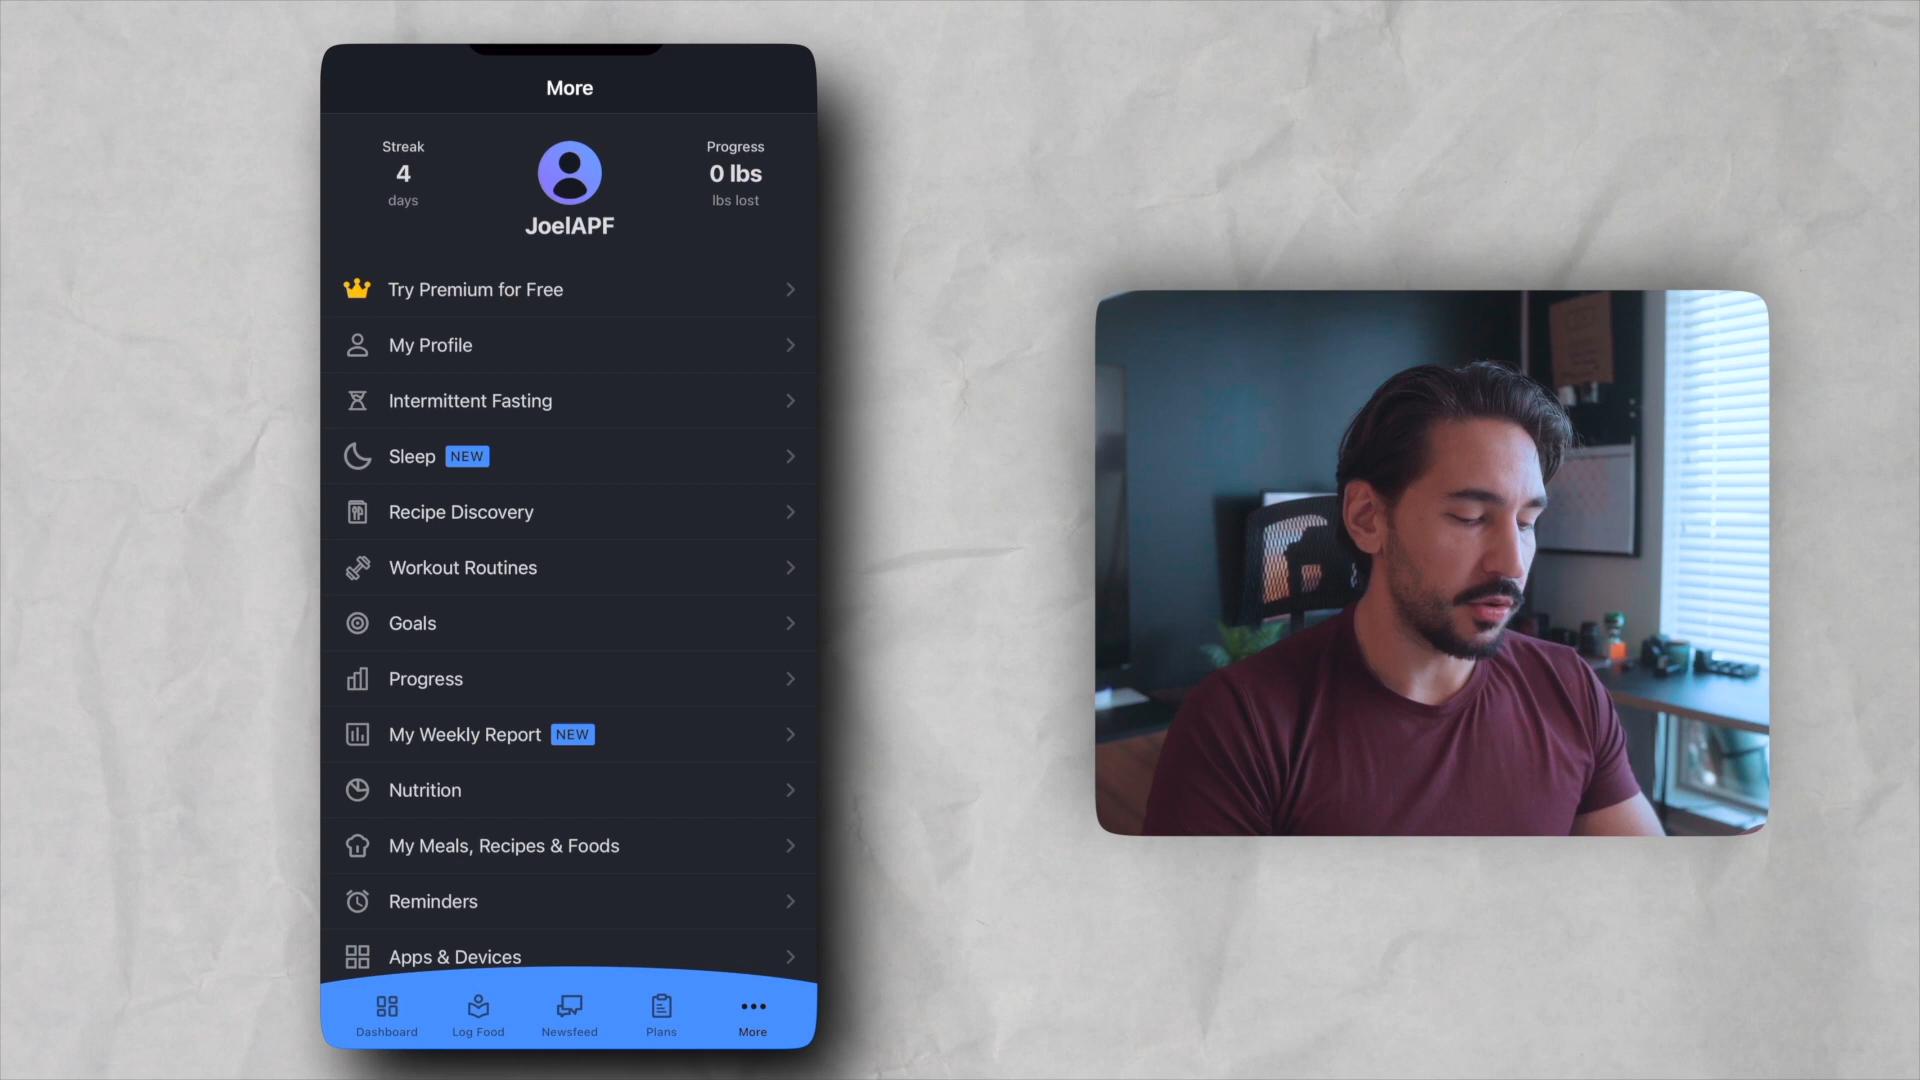 More
Streak
4
days
JoelAPF
Progress
0 lbs
lbs lost
Try Premium for Free
My Profile
Intermittent Fasting
Sleep NEW
Recipe Discovery
Workout Routines
Goals
Progress
My Weekly Report NEW
Nutrition
My Meals, Recipes & Foods
Reminders
Apps & Devices
Dashboard
Log Food
Newsfeed
Plans
More